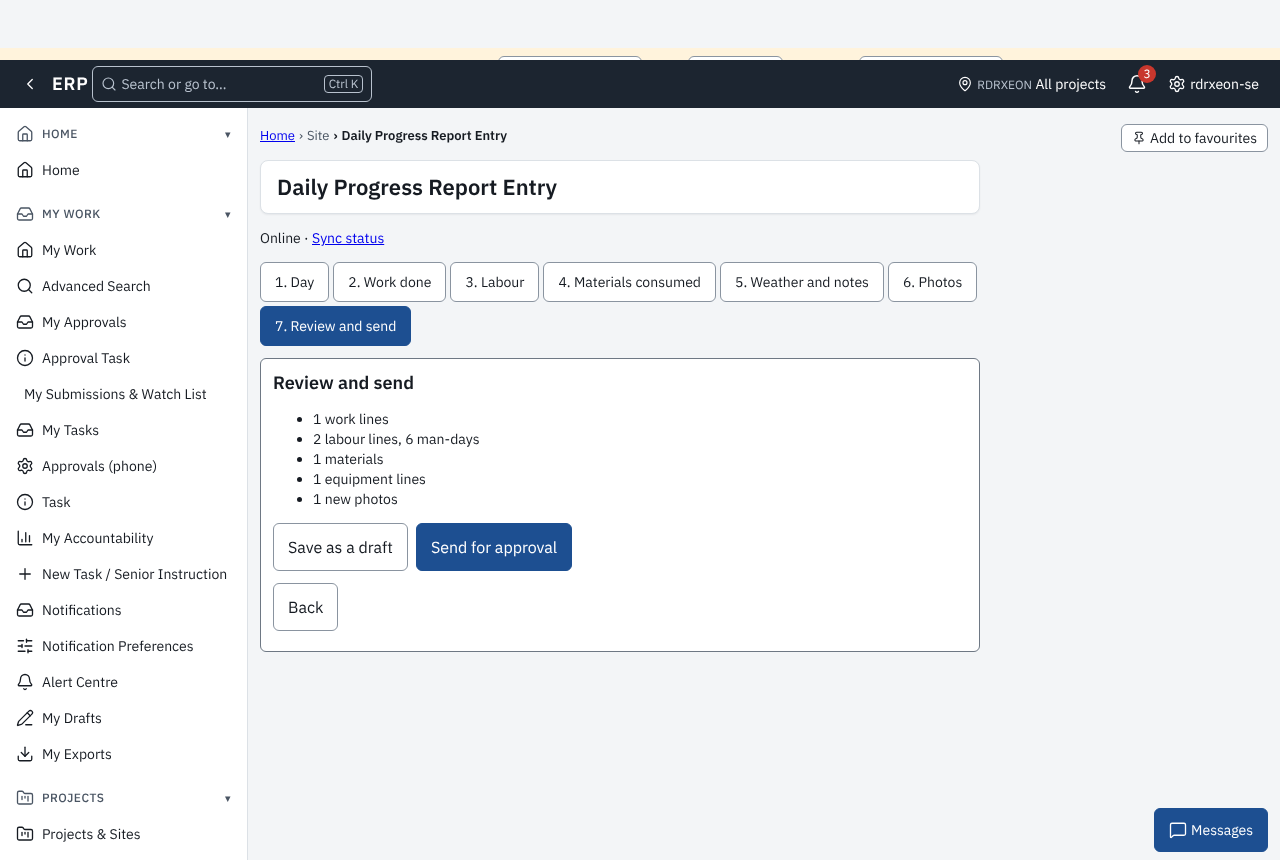 ERP
Search or go to...
Ctrl K
RDRXEON All projects
3
rdrxeon-se
HOME
Home
MY WORK
My Work
Advanced Search
My Approvals
Approval Task
My Submissions & Watch List
My Tasks
Approvals (phone)
Task
My Accountability
New Task / Senior Instruction
Notifications
Notification Preferences
Alert Centre
My Drafts
My Exports
PROJECTS
Projects & Sites
Home › Site › Daily Progress Report Entry
Add to favourites
Daily Progress Report Entry
Online · Sync status
1. Day
2. Work done
3. Labour
4. Materials consumed
5. Weather and notes
6. Photos
7. Review and send
Review and send
1 work lines
2 labour lines, 6 man-days
1 materials
1 equipment lines
1 new photos
Save as a draft
Send for approval
Back
Messages